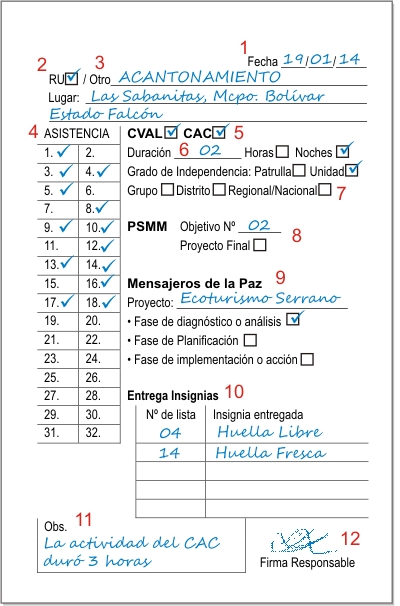 1
Fecha 19/01/14
2 3
RU / Otro ACANTONAMIENTO
Lugar: Las Sabanitas, Mcpo. Bolívar
Estado Falcón
4 ASISTENCIA CVAL CAC 5
1. 2. Duración 6 02 Horas Noches
3. 4. Grado de Independencia: Patrulla Unidad
5. 6. Grupo Distrito Regional/Nacional 7
7. 8.
9. 10. PSMM Objetivo Nº 02
11. 12. Proyecto Final 8
13. 14.
15. 16. Mensajeros de la Paz 9
17. 18. Proyecto: Ecoturismo Serrano
19. 20. • Fase de diagnóstico o análisis
21. 22. • Fase de Planificación
23. 24. • Fase de implementación o acción
25. 26.
27. 28. Entrega Insignias 10
29. 30. Nº de lista Insignia entregada
31. 32. 04 Huella Libre
14 Huella Fresca
Obs. 11
La actividad del CAC
duró 3 horas
12
Firma Responsable